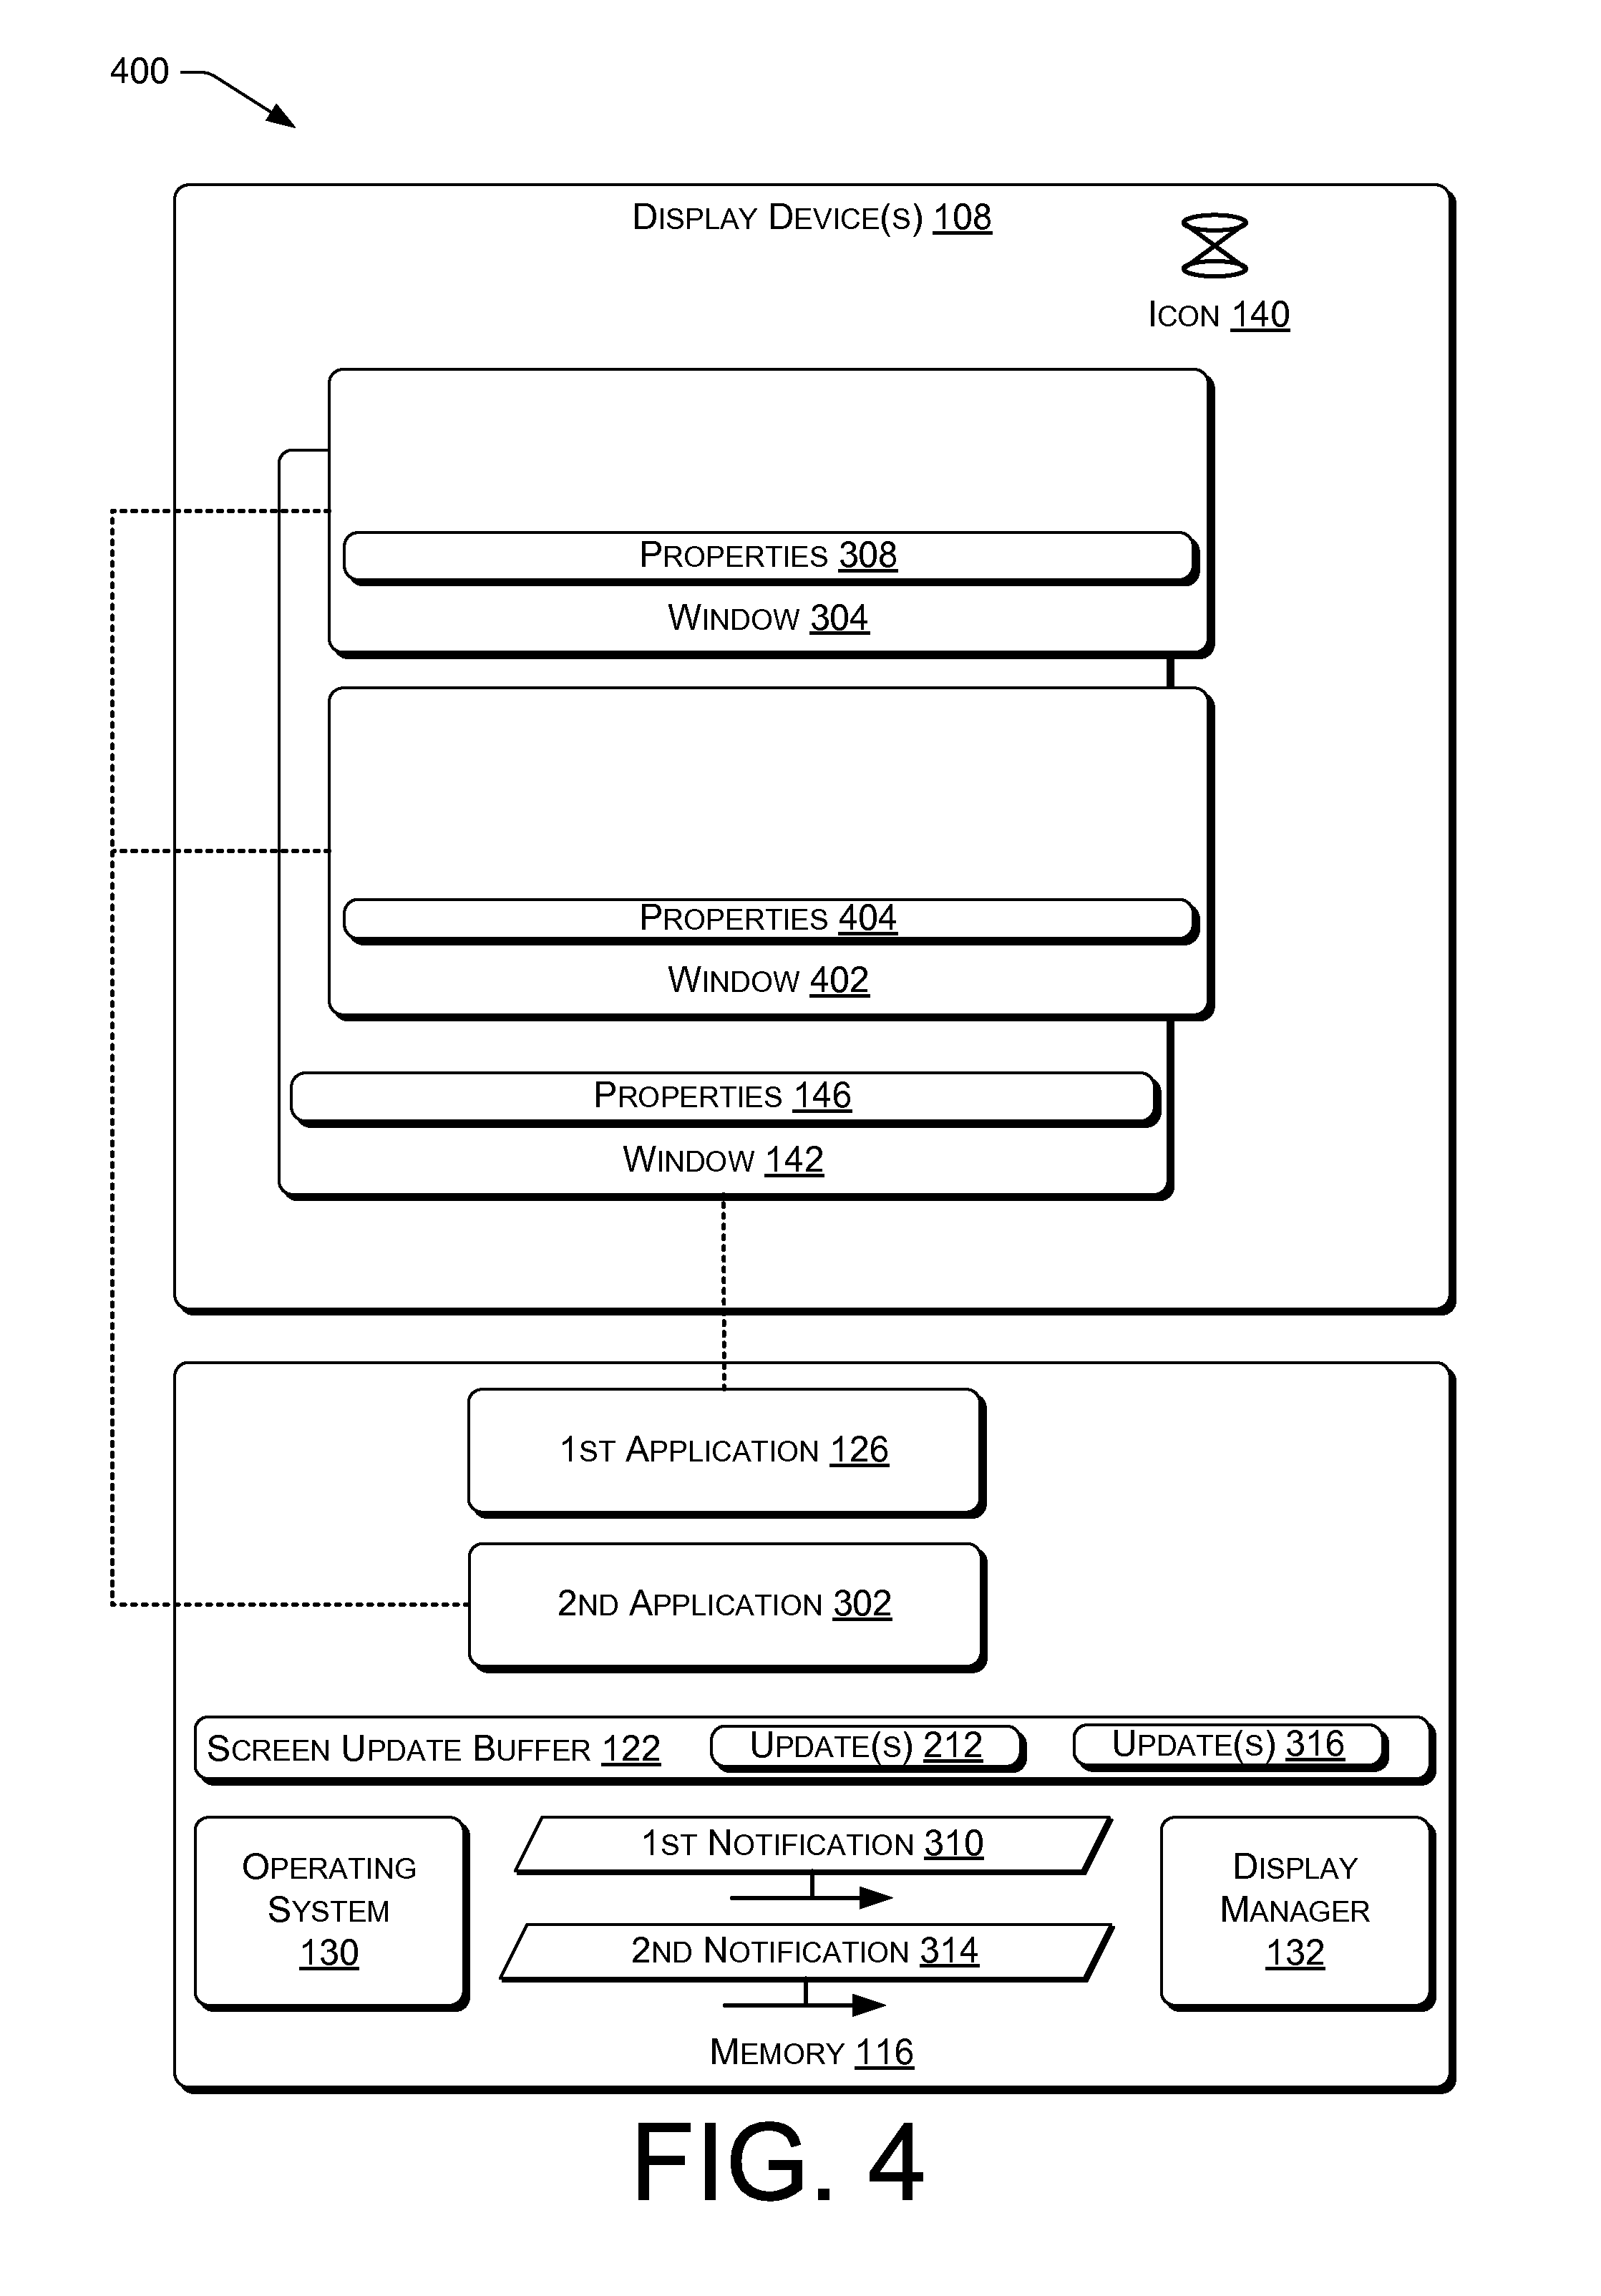 400
DISPLAY DEVICE(S) 108
ICON 140
PROPERTIES 308
WINDOW 304
PROPERTIES 404
WINDOW 402
PROPERTIES 146
WINDOW 142
1ST APPLICATION 126
2ND APPLICATION 302
SCREEN UPDATE BUFFER 122 UPDATE(S) 212 UPDATE(S) 316
OPERATING
SYSTEM
130
1ST NOTIFICATION 310
2ND NOTIFICATION 314
DISPLAY
MANAGER
132
MEMORY 116
FIG. 4